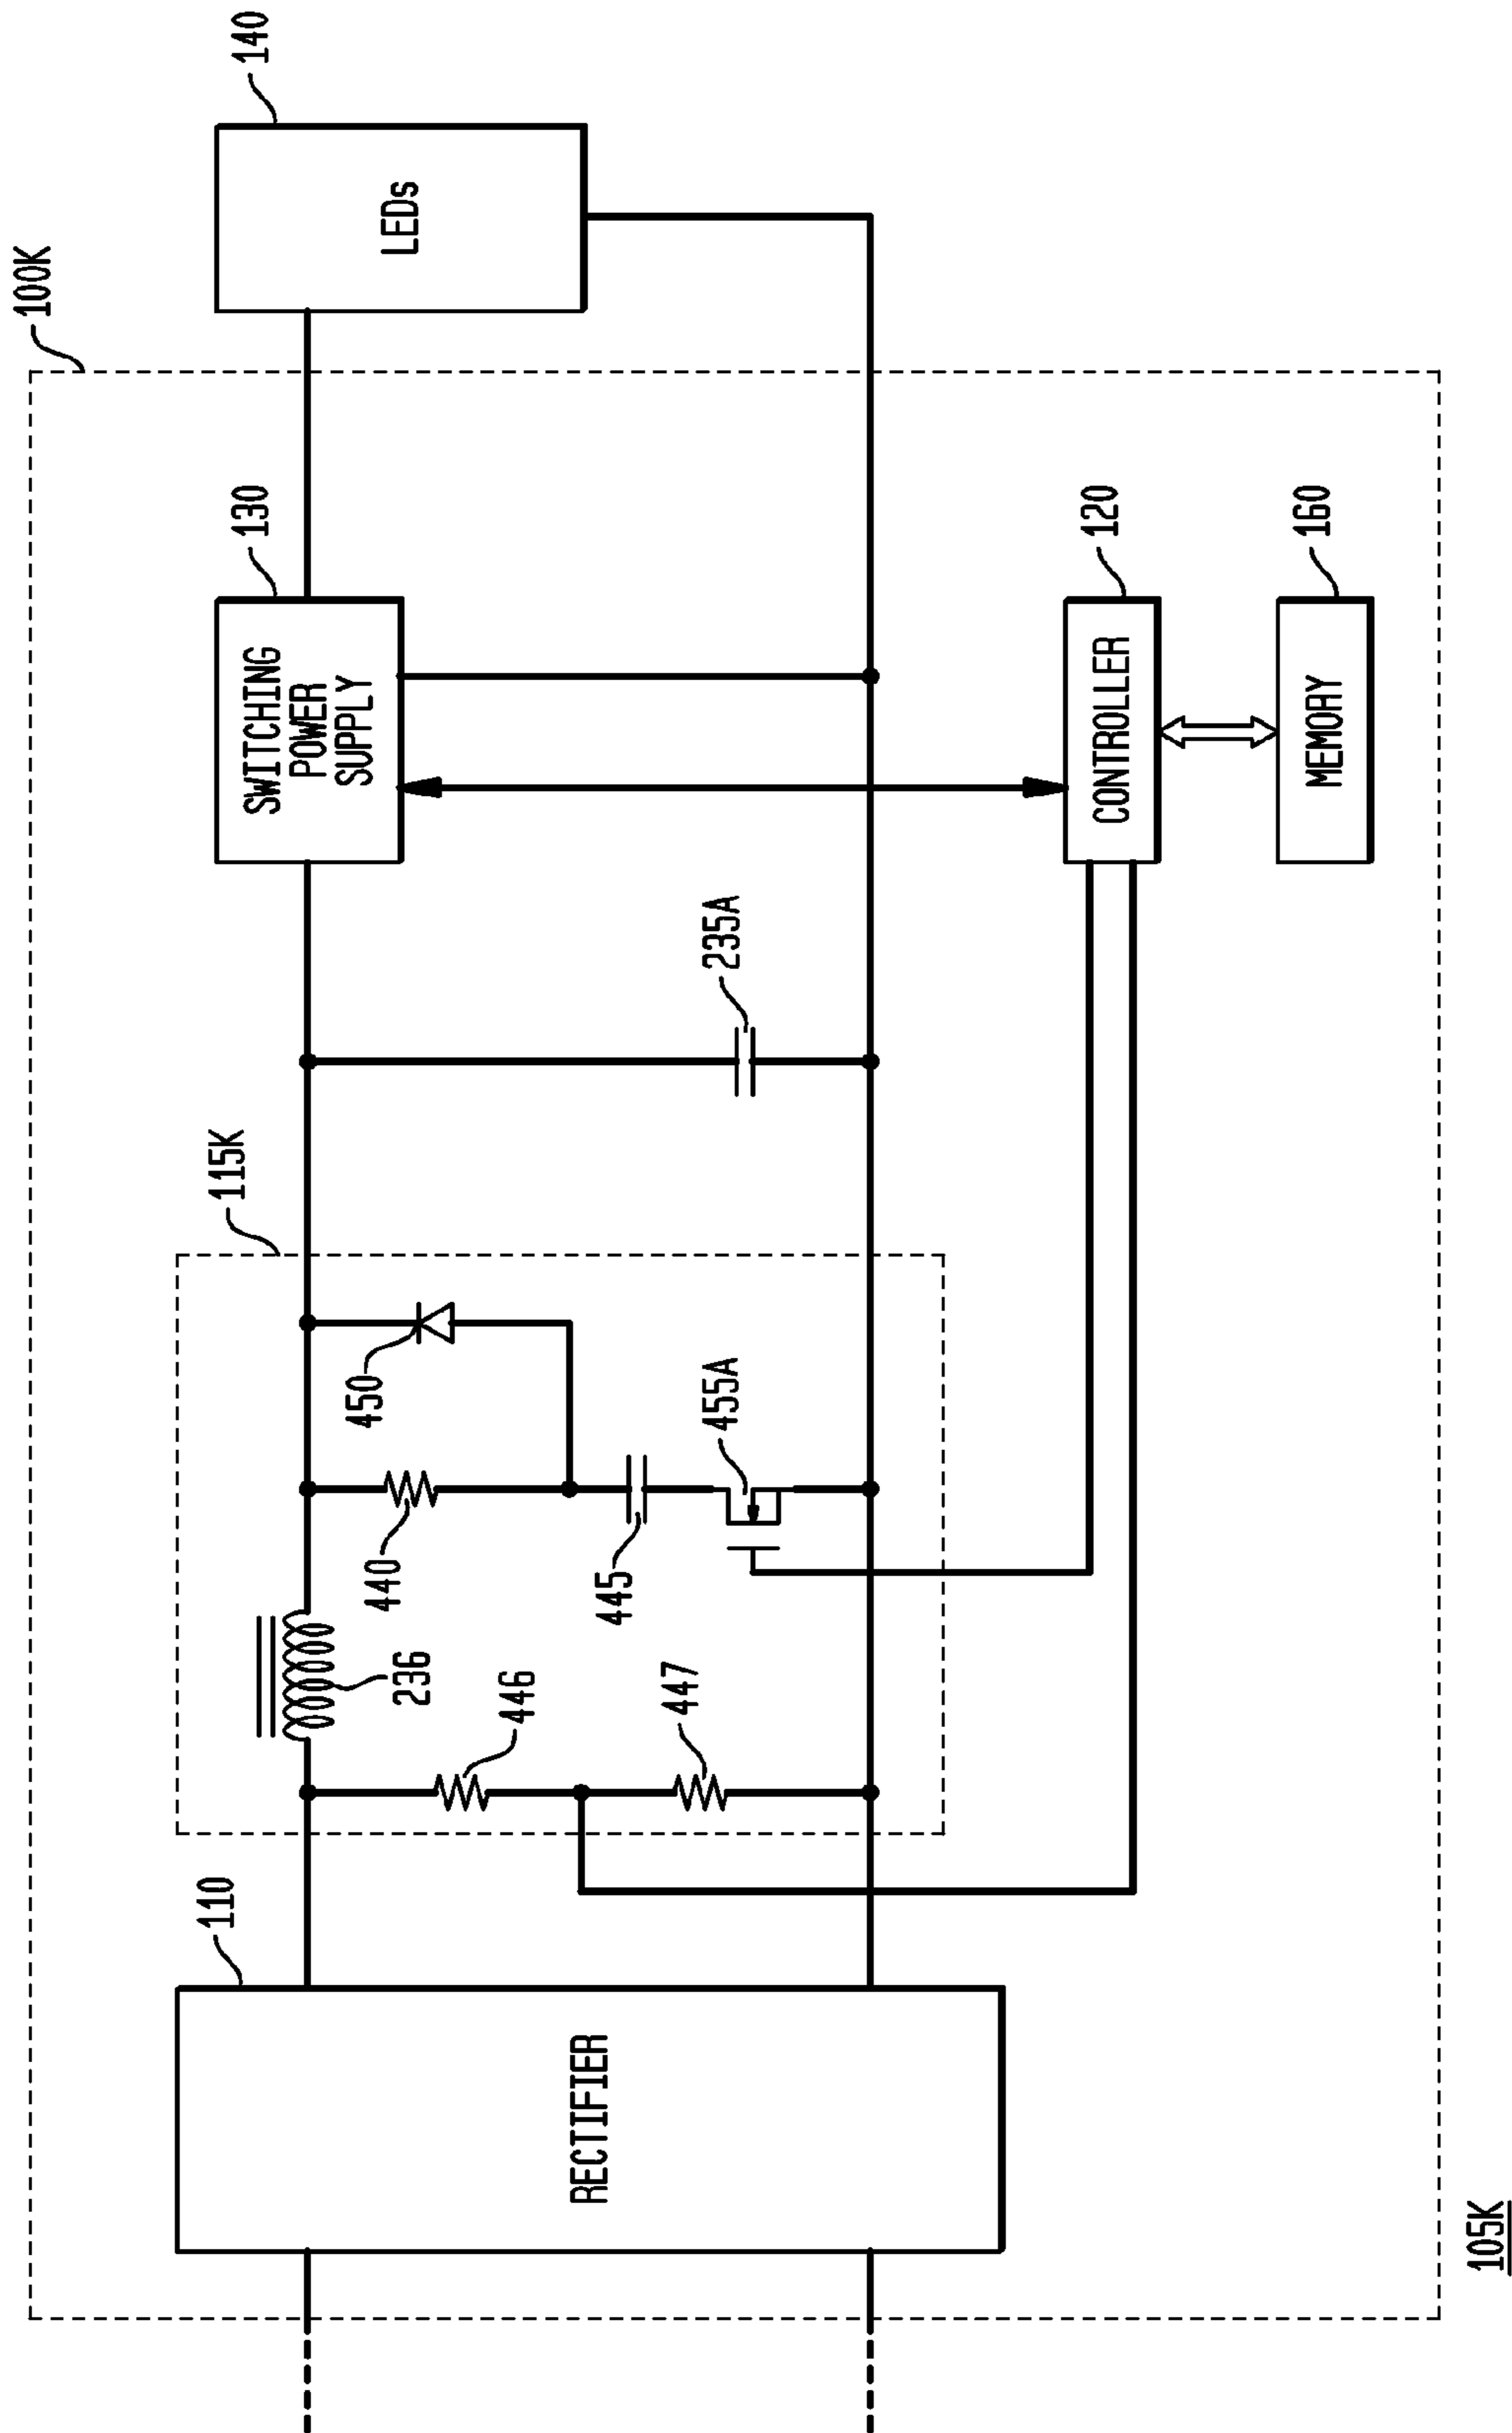 100K
140
LEDs
130
SWITCHING
POWER
SUPPLY
115K
110
RECTIFIER
236
450
440
446
445
455A
447
235A
120
CONTROLLER
160
MEMORY
105K